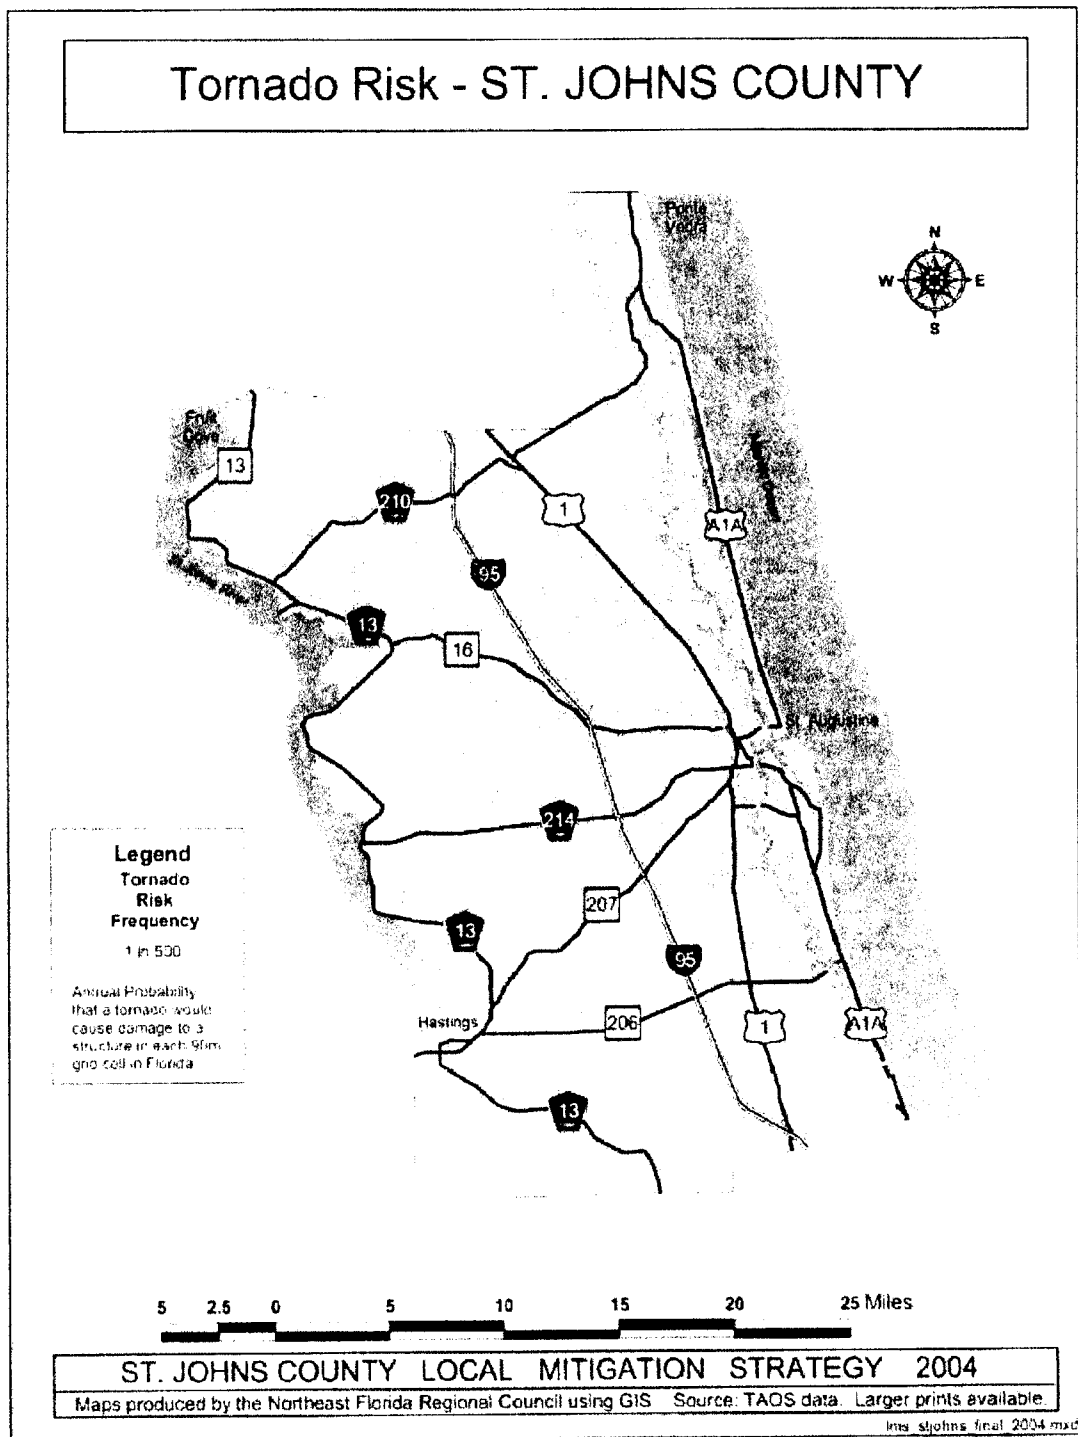 Tornado Risk - ST. JOHNS COUNTY
Ponte
Vedra
N
W E
S
Fruit
Cove
13
210
1
A1A
95
13
16
St. Augustine
214
Legend
Tornado
Risk
Frequency
1 in 500
Annual Probability
that a tornado would
cause damage to a
structure in each 90m
grid cell in Florida
207
13
95
Hastings
206
1
A1A
13
5 2.5 0 5 10 15 20 25 Miles
ST. JOHNS COUNTY LOCAL MITIGATION STRATEGY 2004
Maps produced by the Northeast Florida Regional Council using GIS Source: TAOS data. Larger prints available.
lms_stjohns_final_2004.mxd